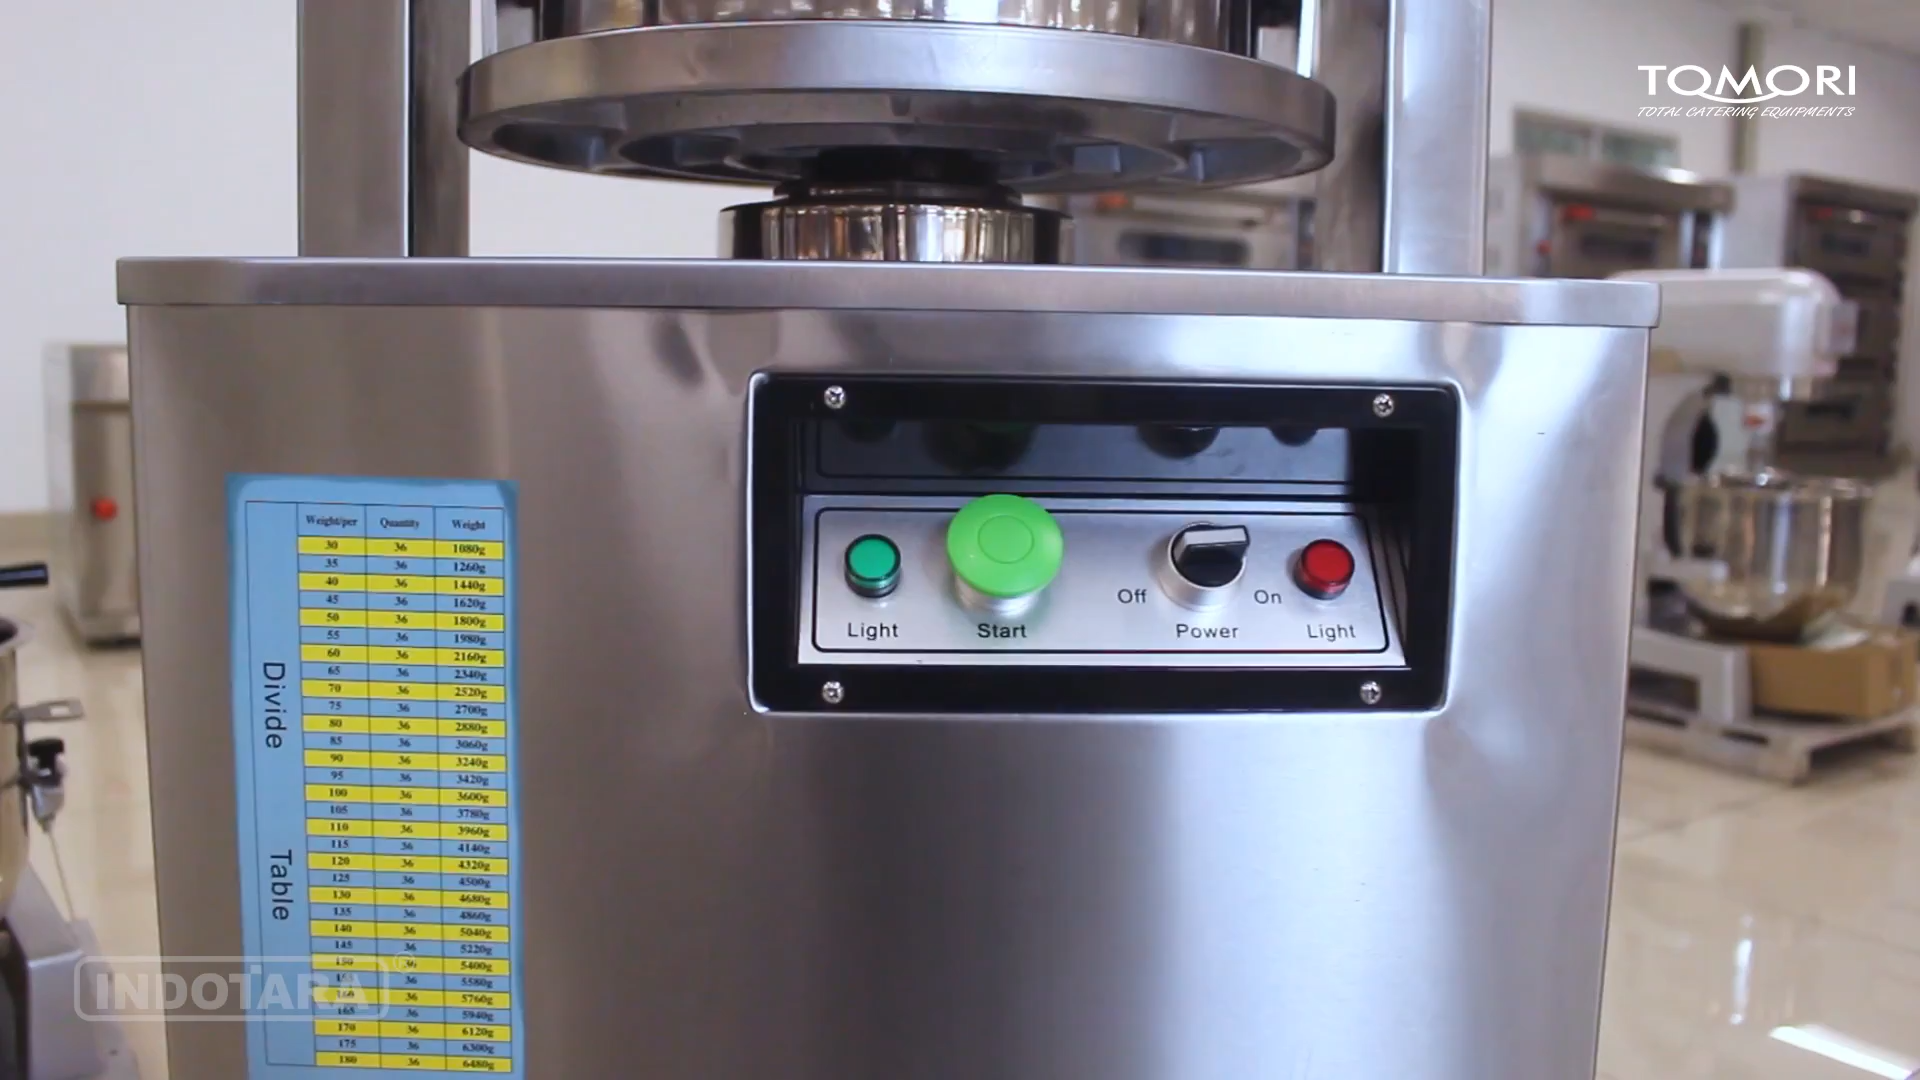 TOMORI
TOTAL CATERING EQUIPMENTS
Off
On
Light
Start
Power
Light
Divide Table
Weight/per Quantity Weight
30 36 1080g
35 36 1260g
40 36 1440g
45 36 1620g
50 36 1800g
55 36 1980g
60 36 2160g
65 36 2340g
70 36 2520g
75 36 2700g
80 36 2880g
85 36 3060g
90 36 3240g
95 36 3420g
100 36 3600g
105 36 3780g
110 36 3960g
115 36 4140g
120 36 4320g
125 36 4500g
130 36 4680g
135 36 4860g
140 36 5040g
145 36 5220g
150 36 5400g
155 36 5580g
160 36 5760g
165 36 5940g
170 36 6120g
175 36 6300g
180 36 6480g
INDOTARA®